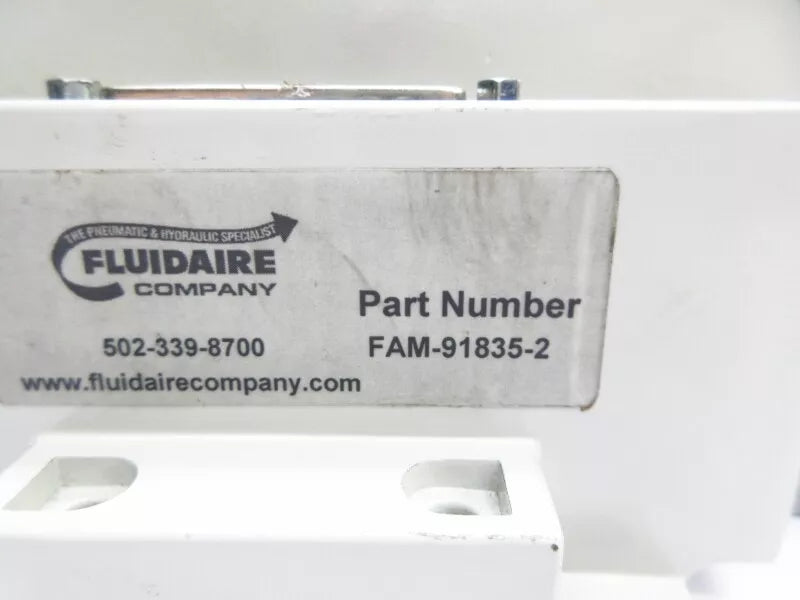 THE PNEUMATIC & HYDRAULIC SPECIALIST
FLUIDAIRE
COMPANY
Part Number
502-339-8700
FAM-91835-2
www.fluidairecompany.com